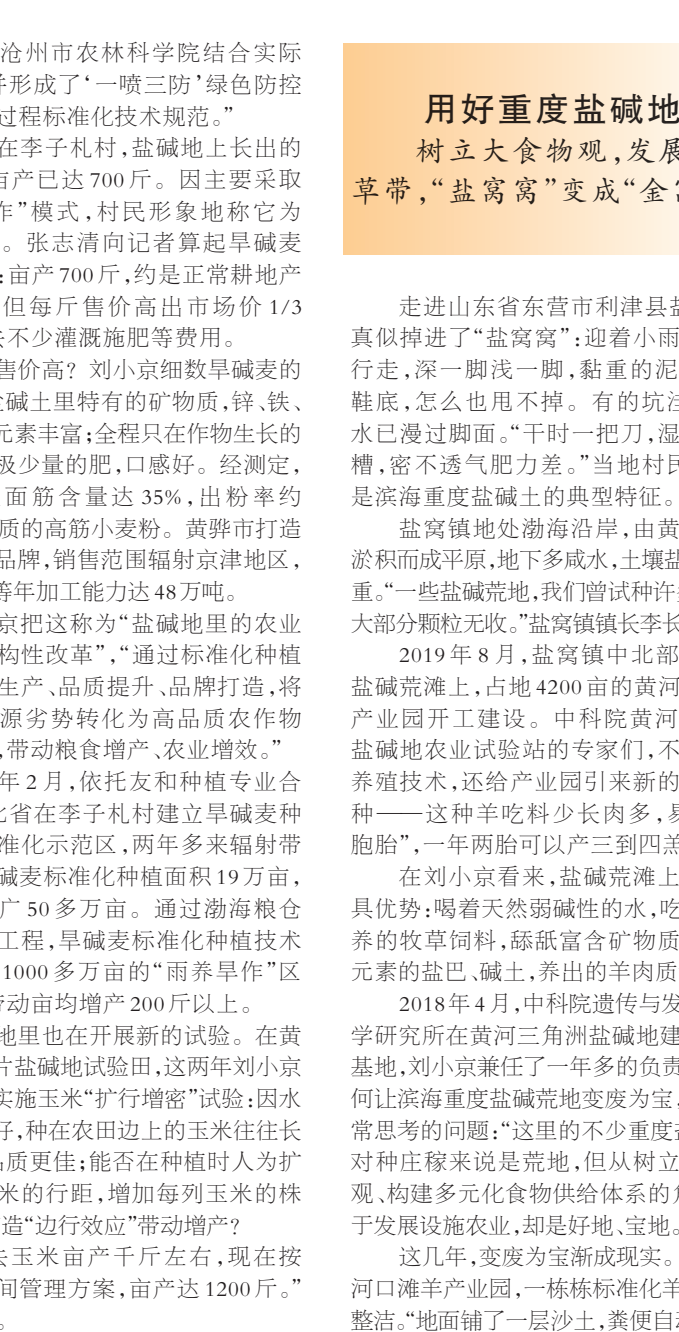 沧州市农林科学院结合实际
并形成了‘一喷三防’绿色防控
过程标准化技术规范。”
在李子札村,盐碱地上长出的
亩产已达700斤。因主要采取
作”模式,村民形象地称它为
。张志清向记者算起旱碱麦
:亩产700斤,约是正常耕地产
但每斤售价高出市场价1/3
去不少灌溉施肥等费用。
售价高?刘小京细数旱碱麦的
盐碱土里特有的矿物质,锌、铁、
元素丰富;全程只在作物生长的
极少量的肥,口感好。经测定,
面筋含量达35%,出粉率约
质的高筋小麦粉。黄骅市打造
品牌,销售范围辐射京津地区,
等年加工能力达48万吨。
京把这称为“盐碱地里的农业
构性改革”,“通过标准化种植
生产、品质提升、品牌打造,将
源劣势转化为高品质农作物
,带动粮食增产、农业增效。”
年2月,依托友和种植专业合
北省在李子札村建立旱碱麦种
准化示范区,两年多来辐射带
碱麦标准化种植面积19万亩,
广50多万亩。通过渤海粮仓
工程,旱碱麦标准化种植技术
1000多万亩的“雨养旱作”区
带动亩均增产200斤以上。
地里也在开展新的试验。在黄
片盐碱地试验田,这两年刘小京
实施玉米“扩行增密”试验:因水
子,种在农田边上的玉米往往长
品质更佳;能否在种植时人为扩
米的行距,增加每列玉米的株
造“边行效应”带动增产?
去玉米亩产千斤左右,现在按
间管理方案,亩产达1200斤。”
。
用好重度盐碱地
树立大食物观,发展
草带,“盐窝窝”变成“金窝
走进山东省东营市利津县盐
真似掉进了“盐窝窝”:迎着小雨
行走,深一脚浅一脚,黏重的泥
鞋底,怎么也甩不掉。有的坑洼
水已漫过脚面。“干时一把刀,湿
糟,密不透气肥力差。”当地村民
是滨海重度盐碱土的典型特征。
盐窝镇地处渤海沿岸,由黄
淤积而成平原,地下多咸水,土壤盐
重。“一些盐碱荒地,我们曾试种许多
大部分颗粒无收。”盐窝镇镇长李长
2019年8月,盐窝镇中北部
盐碱荒滩上,占地4200亩的黄河
产业园开工建设。中科院黄河
盐碱地农业试验站的专家们,不
养殖技术,还给产业园引来新的
种——这种羊吃料少长肉多,易
胞胎”,一年两胎可以产三到四羔
在刘小京看来,盐碱荒滩上
具优势:喝着天然弱碱性的水,吃
养的牧草饲料,舔舐富含矿物质
元素的盐巴、碱土,养出的羊肉质
2018年4月,中科院遗传与发
学研究所在黄河三角洲盐碱地建
基地,刘小京兼任了一年多的负责
何让滨海重度盐碱荒地变废为宝,
常思考的问题:“这里的不少重度盐
对种庄稼来说是荒地,但从树立
观、构建多元化食物供给体系的角
于发展设施农业,却是好地、宝地。
这几年,变废为宝渐成现实。
河口滩羊产业园,一栋栋标准化羊
整洁。“地面铺了一层沙土,粪便自动